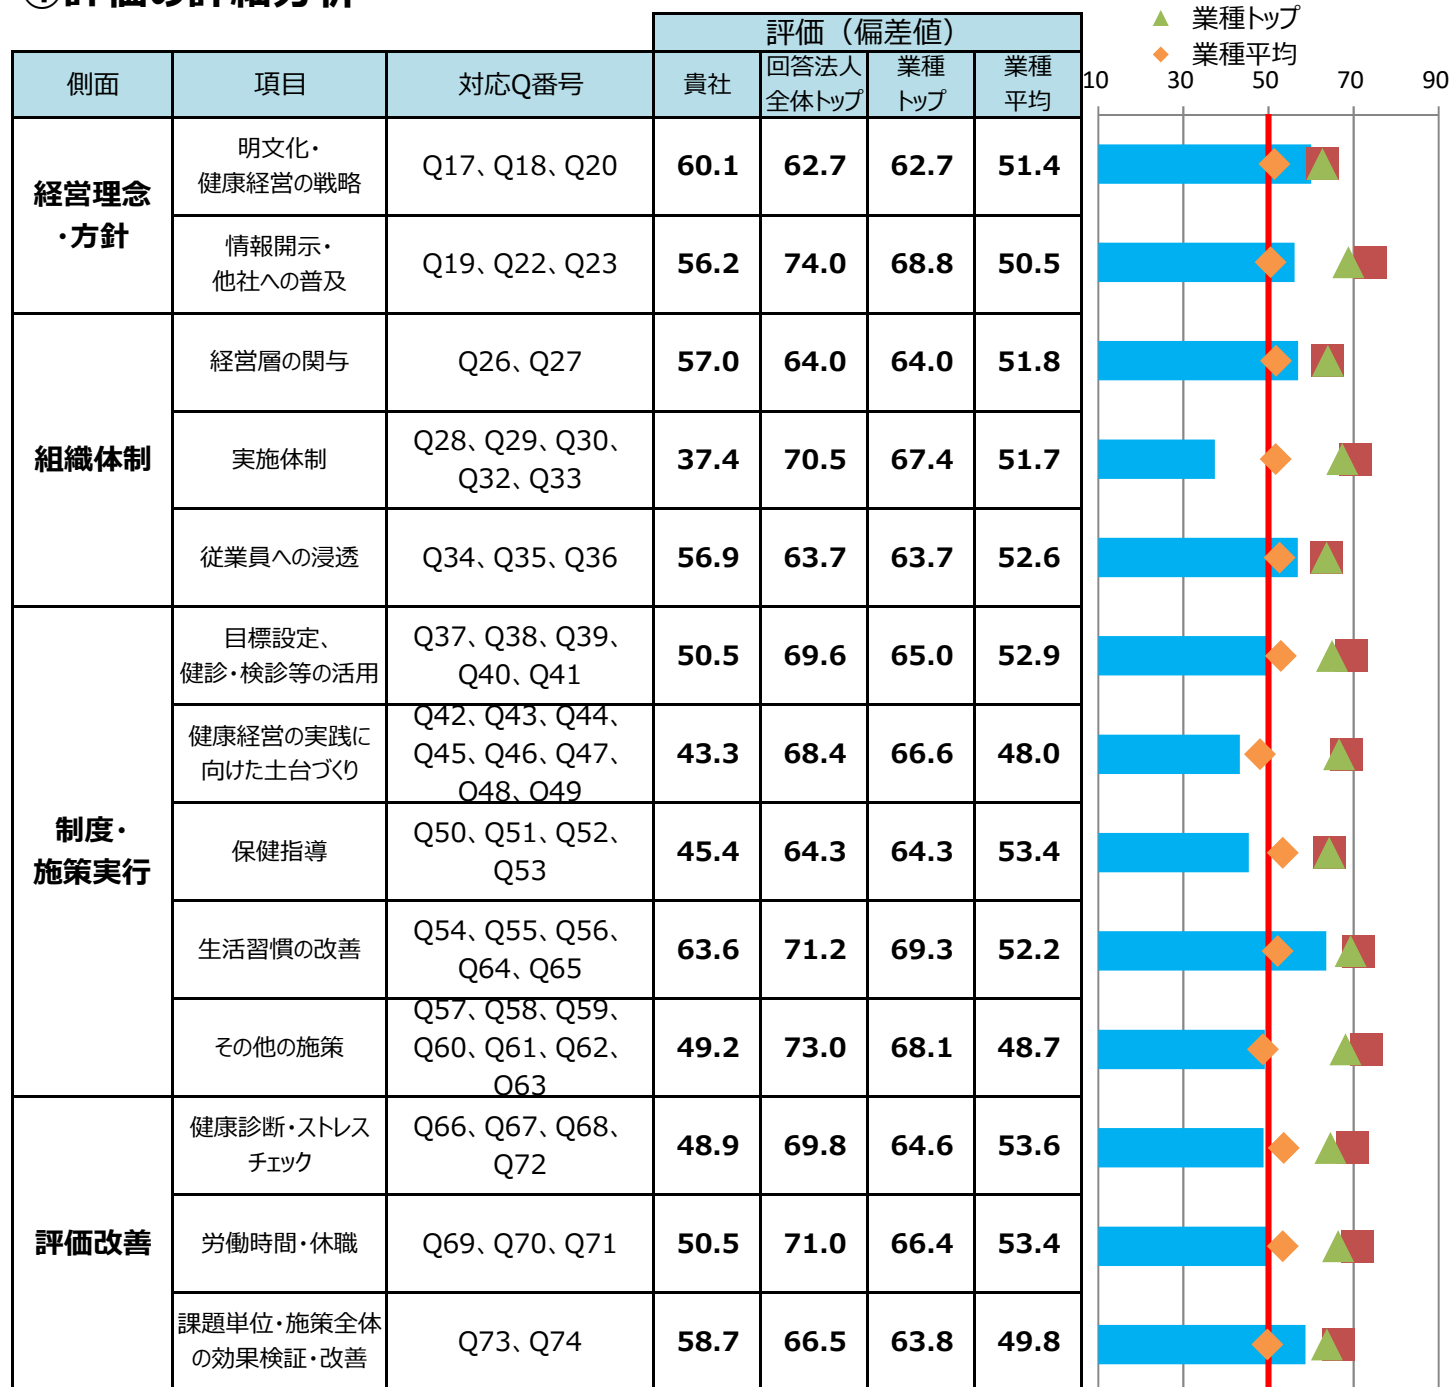 ①評価の詳細分析
業種トップ
業種平均
評価（偏差値）
側面 項目 対応Q番号 貴社 回答法人全体トップ 業種トップ 業種平均
10 30 50 70 90
経営理念・方針
明文化・健康経営の戦略 Q17、Q18、Q20 60.1 62.7 62.7 51.4
情報開示・他社への普及 Q19、Q22、Q23 56.2 74.0 68.8 50.5
組織体制
経営層の関与 Q26、Q27 57.0 64.0 64.0 51.8
実施体制 Q28、Q29、Q30、Q32、Q33 37.4 70.5 67.4 51.7
従業員への浸透 Q34、Q35、Q36 56.9 63.7 63.7 52.6
制度・施策実行
目標設定、健診・検診等の活用 Q37、Q38、Q39、Q40、Q41 50.5 69.6 65.0 52.9
健康経営の実践に向けた土台づくり Q42、Q43、Q44、Q45、Q46、Q47、Q48、Q49 43.3 68.4 66.6 48.0
保健指導 Q50、Q51、Q52、Q53 45.4 64.3 64.3 53.4
生活習慣の改善 Q54、Q55、Q56、Q64、Q65 63.6 71.2 69.3 52.2
その他の施策 Q57、Q58、Q59、Q60、Q61、Q62、Q63 49.2 73.0 68.1 48.7
評価改善
健康診断・ストレスチェック Q66、Q67、Q68、Q72 48.9 69.8 64.6 53.6
労働時間・休職 Q69、Q70、Q71 50.5 71.0 66.4 53.4
課題単位・施策全体の効果検証・改善 Q73、Q74 58.7 66.5 63.8 49.8